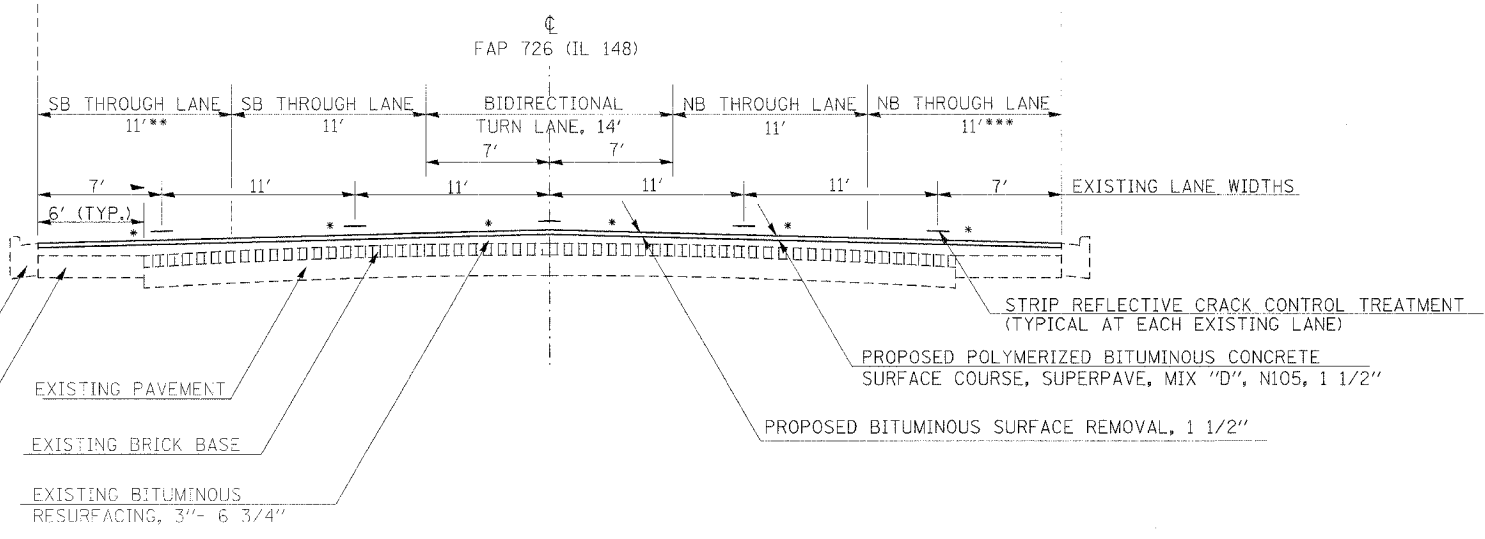 ℄
FAP 726 (IL 148)
SB THROUGH LANE
11'**
SB THROUGH LANE
11'
BIDIRECTIONAL
TURN LANE, 14'
NB THROUGH LANE
11'
NB THROUGH LANE
11'***
7'
7'
7'
11'
11'
11'
11'
7'
EXISTING LANE WIDTHS
6' (TYP.)
*
*
*
*
*
*
STRIP REFLECTIVE CRACK CONTROL TREATMENT
(TYPICAL AT EACH EXISTING LANE)
PROPOSED POLYMERIZED BITUMINOUS CONCRETE
SURFACE COURSE, SUPERPAVE, MIX "D", N105, 1 1/2"
PROPOSED BITUMINOUS SURFACE REMOVAL, 1 1/2"
EXISTING PAVEMENT
EXISTING BRICK BASE
EXISTING BITUMINOUS
RESURFACING, 3"- 6 3/4"